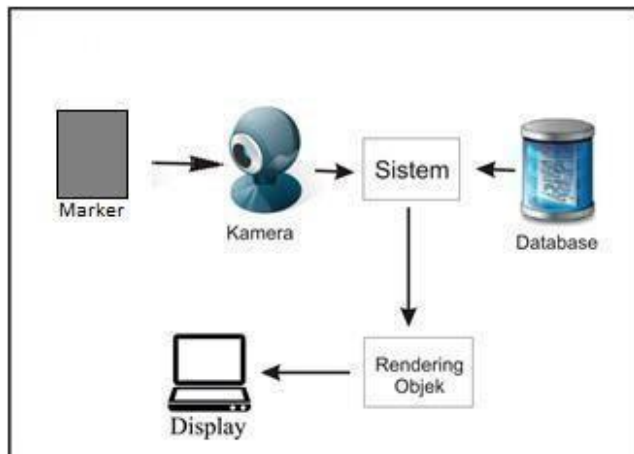 Marker
Kamera
Sistem
Database
Rendering
Objek
Display